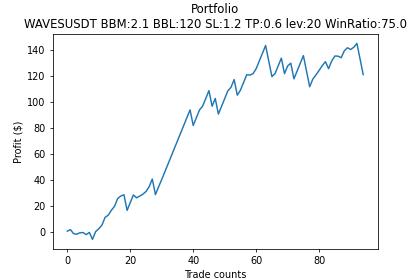 Portfolio
WAVESUSDT BBM:2.1 BBL:120 SL:1.2 TP:0.6 lev:20 WinRatio:75.0
140
120
100
80
60
40
20
0
Profit ($)
0 20 40 60 80
Trade counts